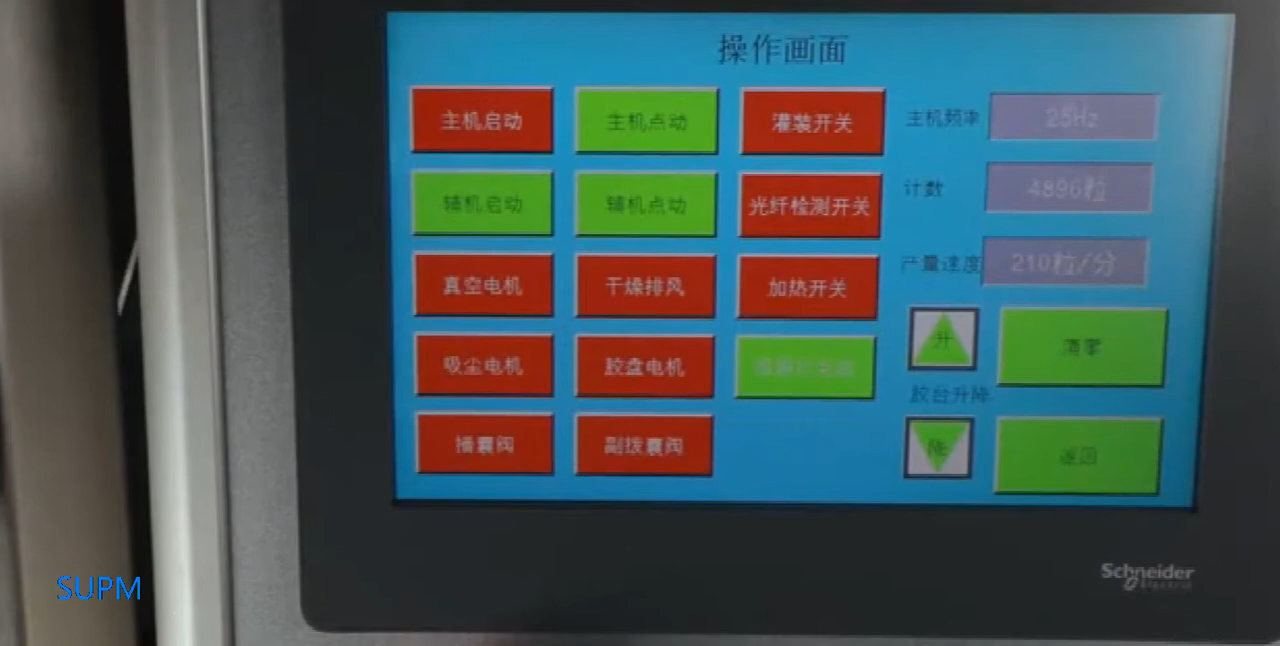 操作画面
主机启动 主机点动 灌装开关 主机频率 25Hz
辅机启动 辅机点动 光纤检测开关 计数 4896粒
真空电机 干燥排风 加热开关 产量速度 210粒/分
吸尘电机 胶盘电机 升 清零
胶台升降
播囊阀 副拨囊阀 降 返回
Schneider
Electric
SUPM